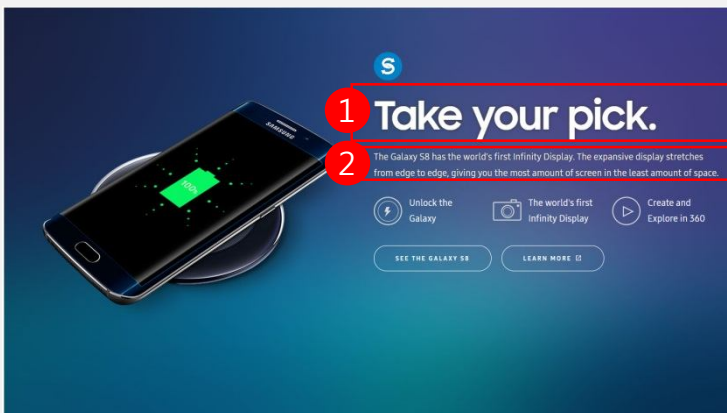 S
1
Take your pick.
2
The Galaxy S8 has the world's first Infinity Display. The expansive display stretches
from edge to edge, giving you the most amount of screen in the least amount of space.
Unlock the
Galaxy
The world's first
Infinity Display
Create and
Explore in 360
SEE THE GALAXY S8
LEARN MORE
SAMSUNG
100%